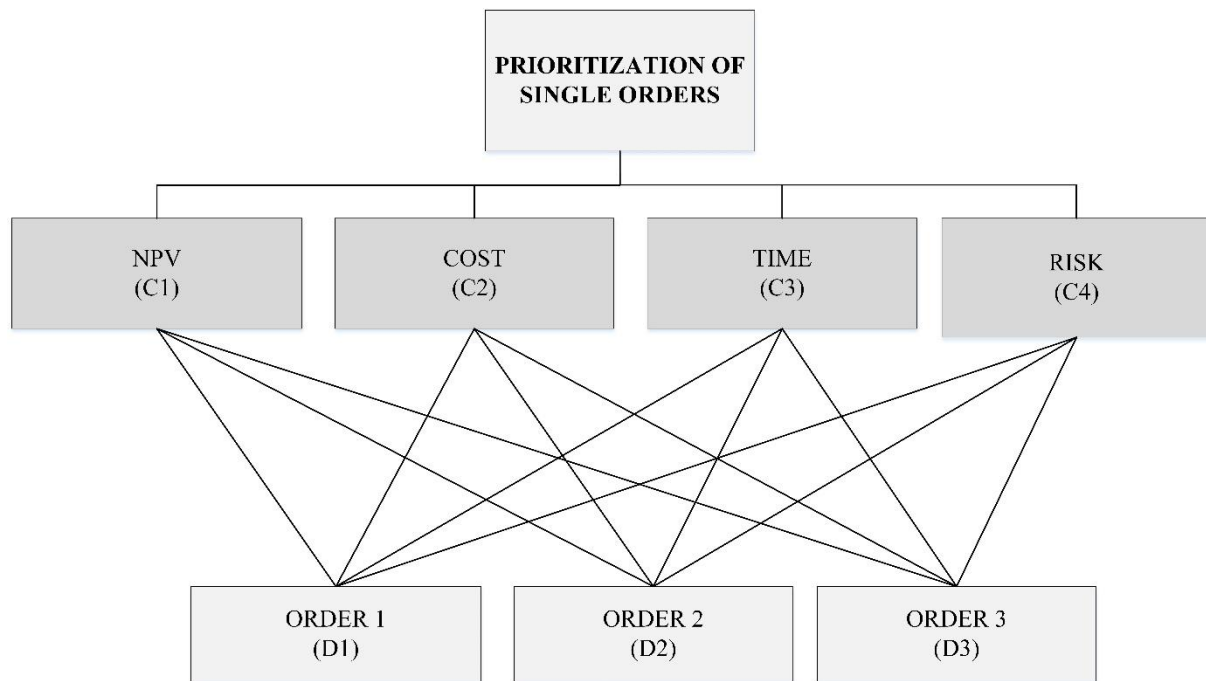 PRIORITIZATION OF
SINGLE ORDERS
NPV
(C1)
COST
(C2)
TIME
(C3)
RISK
(C4)
ORDER 1
(D1)
ORDER 2
(D2)
ORDER 3
(D3)